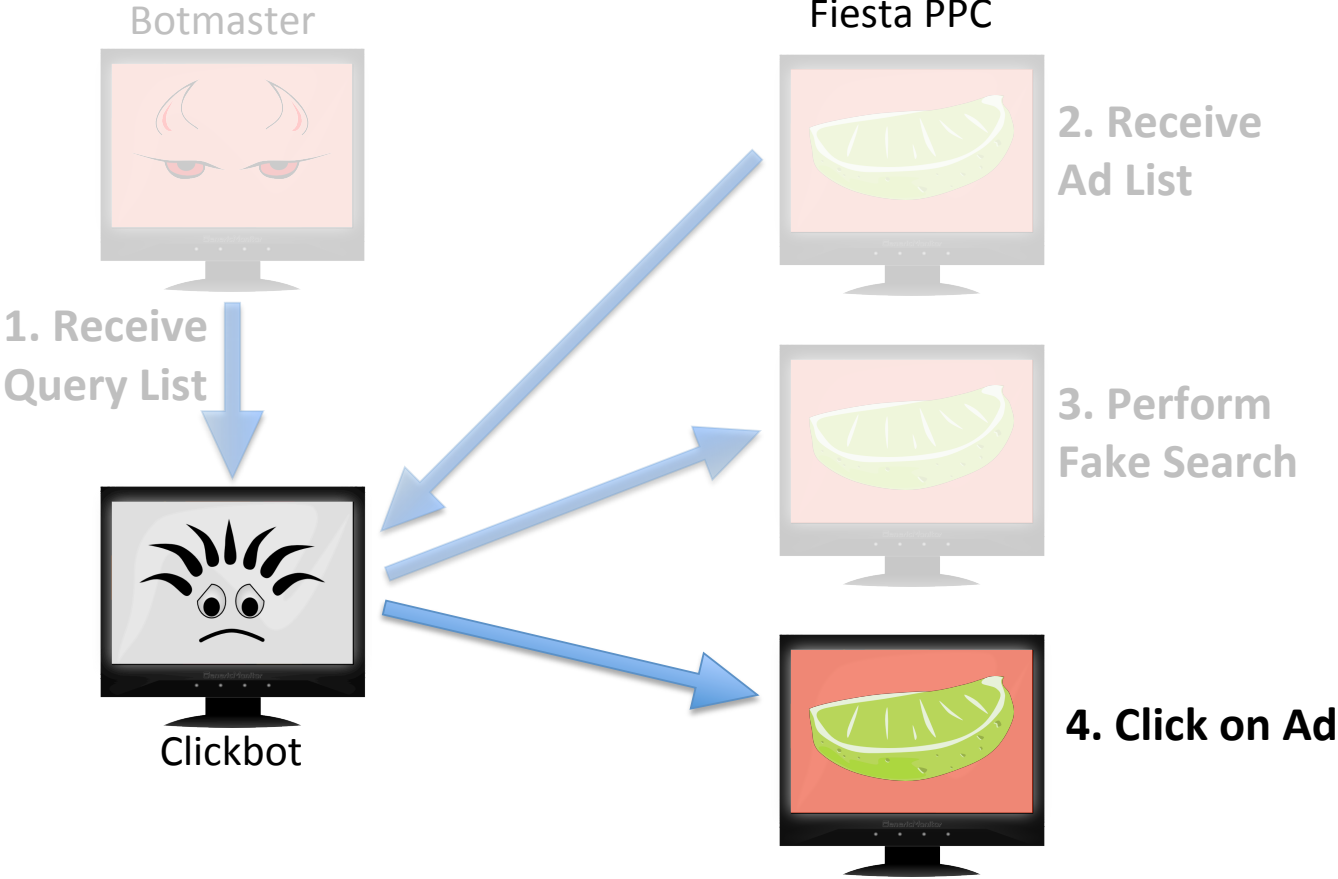 Botmaster
Fiesta PPC
2. Receive
Ad List
1. Receive
Query List
3. Perform
Fake Search
Clickbot
4. Click on Ad